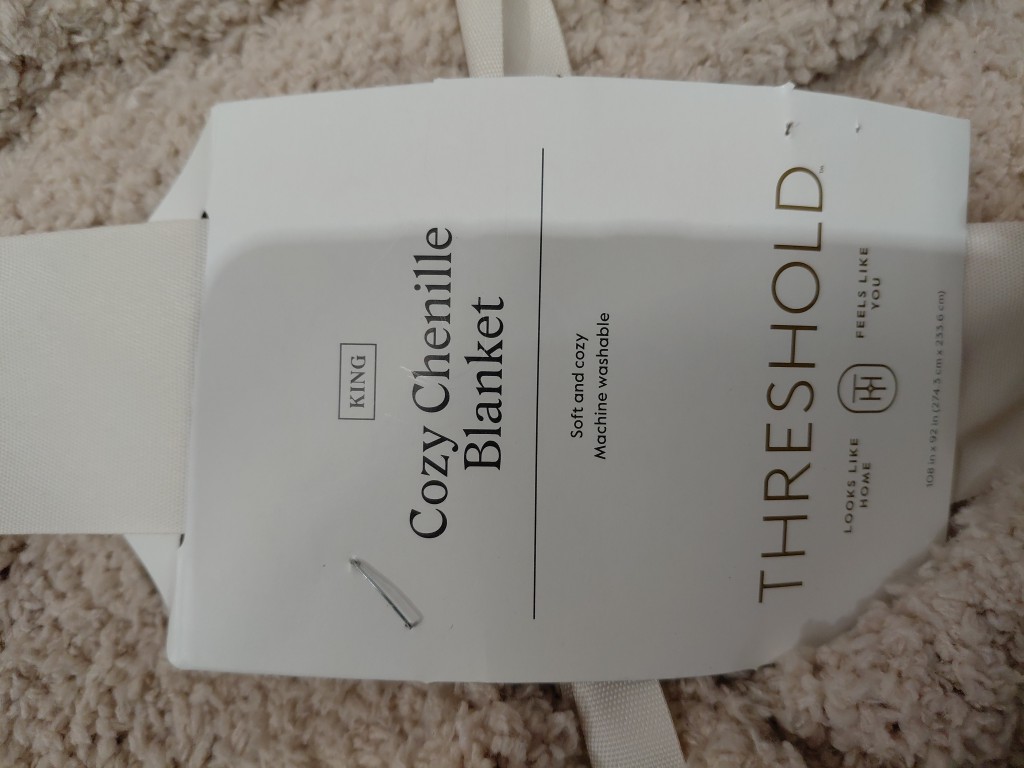 KING
Cozy Chenille
Blanket
Soft and cozy
Machine washable
THRESHOLD™
LOOKS LIKE
HOME
FEELS LIKE
YOU
108 in x 92 in (274.3 cm x 233.6 cm)